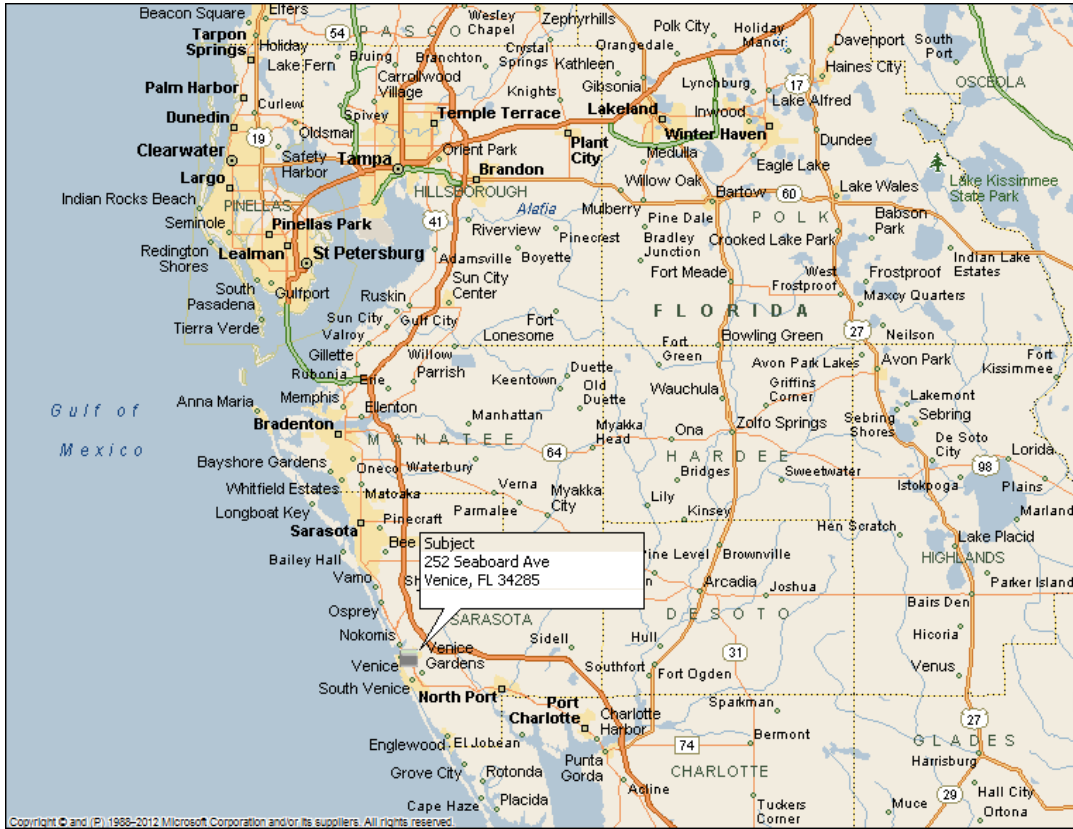 Beacon Square
Elfers
Tarpon
Springs
Holiday
54
PASCO
Wesley
Chapel
Zephyrhills
Polk City
Holiday
Manor
Davenport
South
Port
Lake Fern
Bruing
Branchton
Crystal
Springs
Orangedale
Kathleen
Haines City
OSCEOLA
Palm Harbor
Carrollwood
Village
Knights
Gibsonia
Lynchburg
17
Lake Alfred
Curlew
Spivey
Temple Terrace
Lakeland
Inwood
Dunedin
19
Oldsmar
Plant
City
Winter Haven
Dundee
Clearwater
Safety
Harbor
Tampa
Orient Park
Medulla
Eagle Lake
Largo
Brandon
Willow Oak
Bartow
60
Lake Wales
Lake Kissimmee
State Park
Indian Rocks Beach
PINELLAS
HILLSBOROUGH
Alafia
Mulberry
Seminole
Pinellas Park
41
Riverview
Pinecrest
Pine Dale
POLK
Babson
Park
Redington
Shores
Lealman
St Petersburg
Adamsville
Boyette
Bradley
Junction
Crooked Lake Park
Indian Lake
Estates
South
Pasadena
Gulfport
Sun City
Center
Fort Meade
West
Frostproof
Frostproof
Ruskin
Maxcy Quarters
Tierra Verde
Sun City
Gulf City
Fort
Lonesome
FLORIDA
Valroy
Bowling Green
27
Neilson
Gillette
Willow
Fort
Green
Avon Park Lakes
Avon Park
Fort
Kissimmee
Rubonia
Erie
Parrish
Keentown
Duette
Old
Duette
Wauchula
Griffins
Corner
Anna Maria
Memphis
Ellenton
Manhattan
Lakemont
Gulf of
Mexico
Bradenton
MANATEE
Myakka
Head
Ona
Zolfo Springs
Sebring
Shores
Sebring
64
HARDEE
De Soto
City
Lorida
Bayshore Gardens
Oneco
Waterbury
Bridges
Sweetwater
98
Whitfield Estates
Matoaka
Verna
Myakka
City
Lily
Istokpoga
Plains
Longboat Key
Parmalee
Kinsey
Marland
Sarasota
Pinecraft
Hen Scratch
Lake Placid
Bailey Hall
Bee
Subject
252 Seaboard Ave
Venice, FL 34285
Pine Level
Brownville
HIGHLANDS
Vamo
Sh
Arcadia
Joshua
Parker Island
Osprey
SARASOTA
DESOTO
Bairs Den
Nokomis
Sidell
Hull
Hicoria
Venice
Venice
Gardens
Southfort
31
Venus
South Venice
North Port
Fort Ogden
Port
Charlotte
Charlotte
Harbor
Sparkman
27
Englewood
El Jobean
74
Bermont
GLADES
Harrisburg
Grove City
Rotonda
Punta
Gorda
CHARLOTTE
Cape Haze
Placida
Adline
Tuckers
Corner
29
Muce
Hall City
Ortona
Copyright © and (P) 1988–2012 Microsoft Corporation and/or its suppliers. All rights reserved.